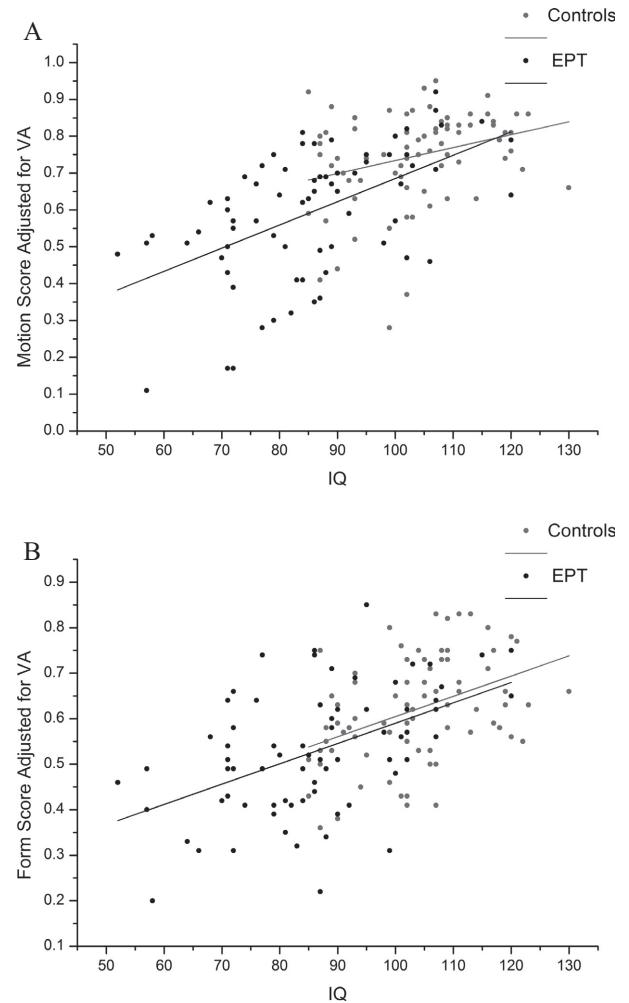 A
Controls
EPT
1.0
0.9
0.8
0.7
0.6
0.5
0.4
0.3
0.2
0.1
0.0
Motion Score Adjusted for VA
50 60 70 80 90 100 110 120 130
IQ
B
Controls
EPT
0.9
0.8
0.7
0.6
0.5
0.4
0.3
0.2
0.1
Form Score Adjusted for VA
50 60 70 80 90 100 110 120 130
IQ